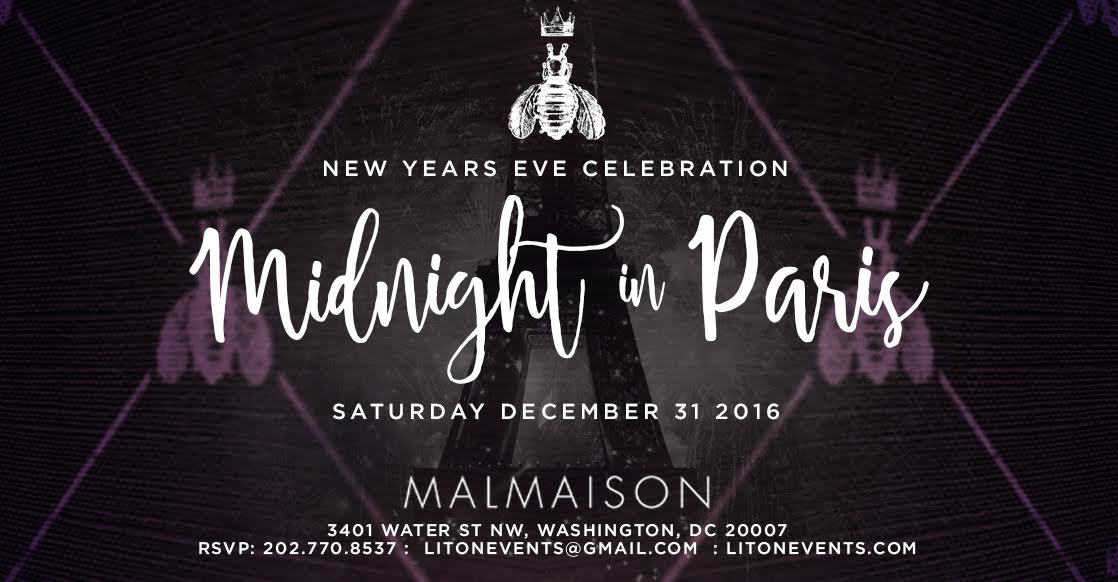 NEW YEARS EVE CELEBRATION
Midnight in Paris
SATURDAY DECEMBER 31 2016
MALMAISON
3401 WATER ST NW, WASHINGTON, DC 20007
RSVP: 202.770.8537 : LITONEVENTS@GMAIL.COM : LITONEVENTS.COM